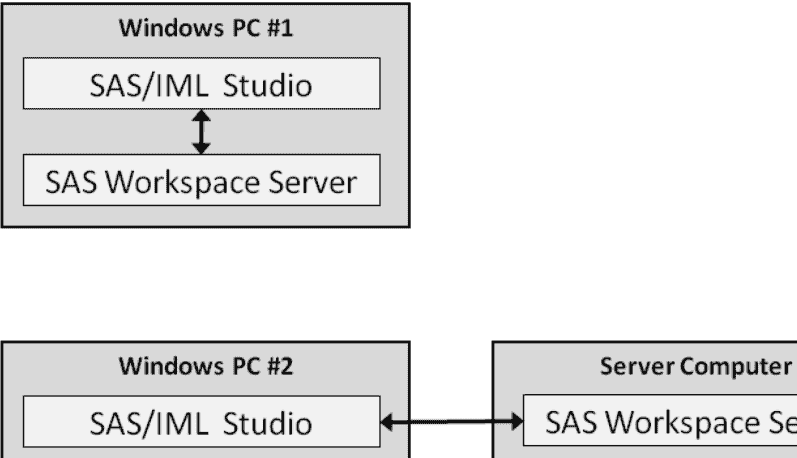 Windows PC #1
SAS/IML Studio
SAS Workspace Server
Windows PC #2
Server Computer
SAS/IML Studio
SAS Workspace